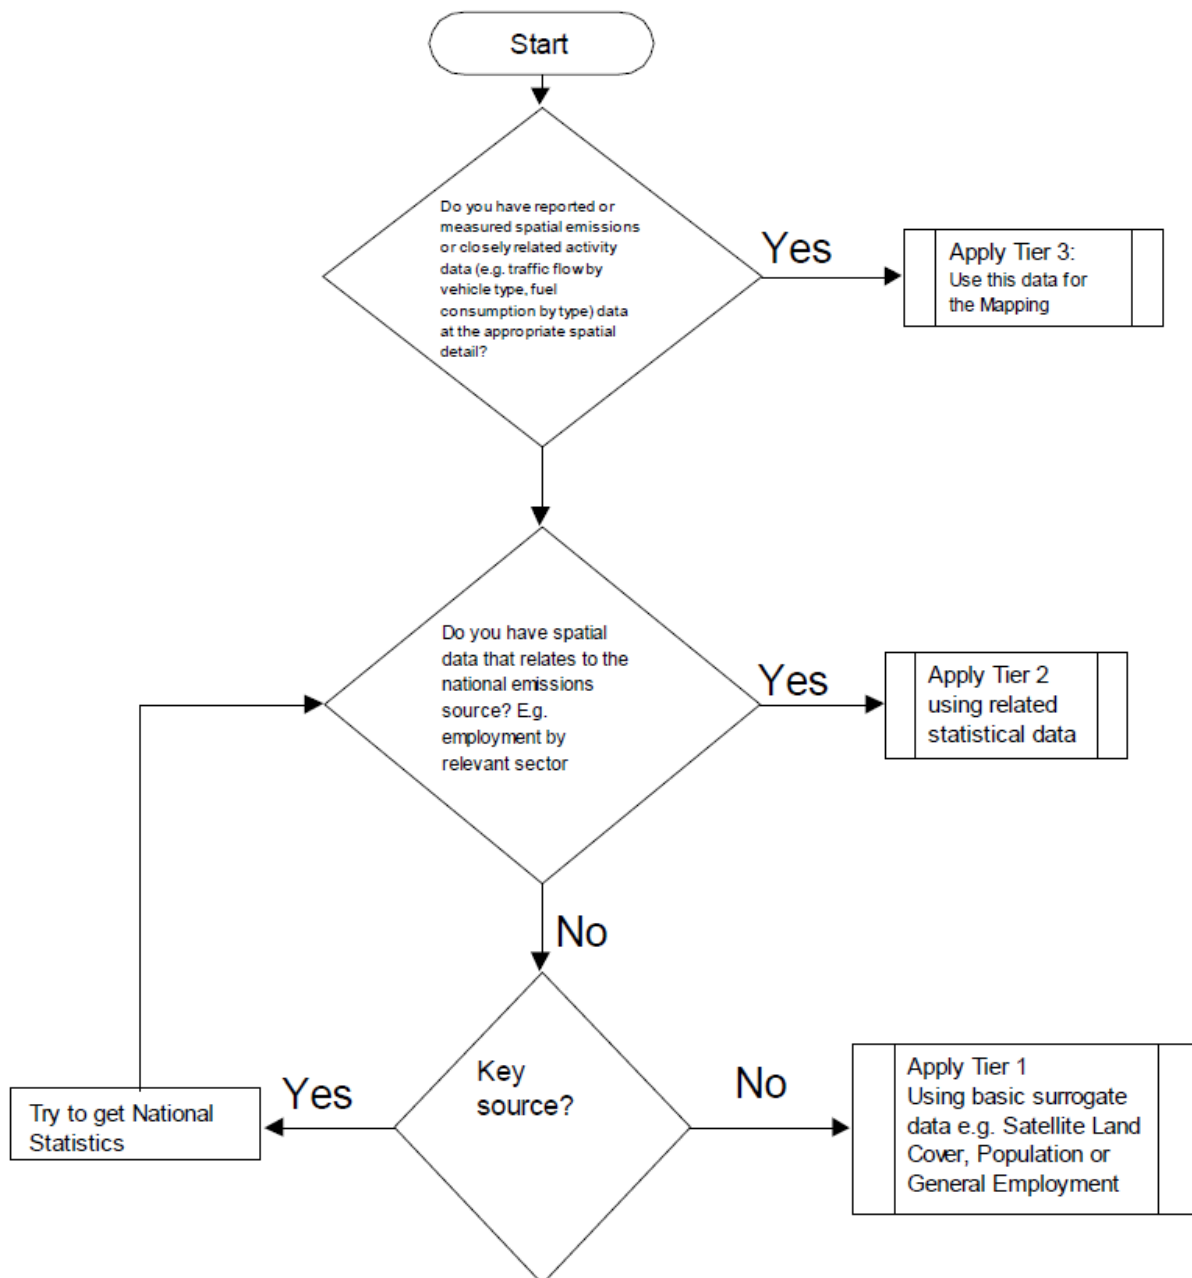 Start
Do you have reported or
measured spatial emissions
or closely related activity
data (e.g. traffic flow by
vehicle type, fuel
consumption by type) data
at the appropriate spatial
detail?
Yes
Apply Tier 3:
Use this data for
the Mapping
Do you have spatial
data that relates to the
national emissions
source? E.g.
employment by
relevant sector
Yes
Apply Tier 2
using related
statistical data
No
Key
source?
Yes
Try to get National
Statistics
No
Apply Tier 1
Using basic surrogate
data e.g. Satellite Land
Cover, Population or
General Employment